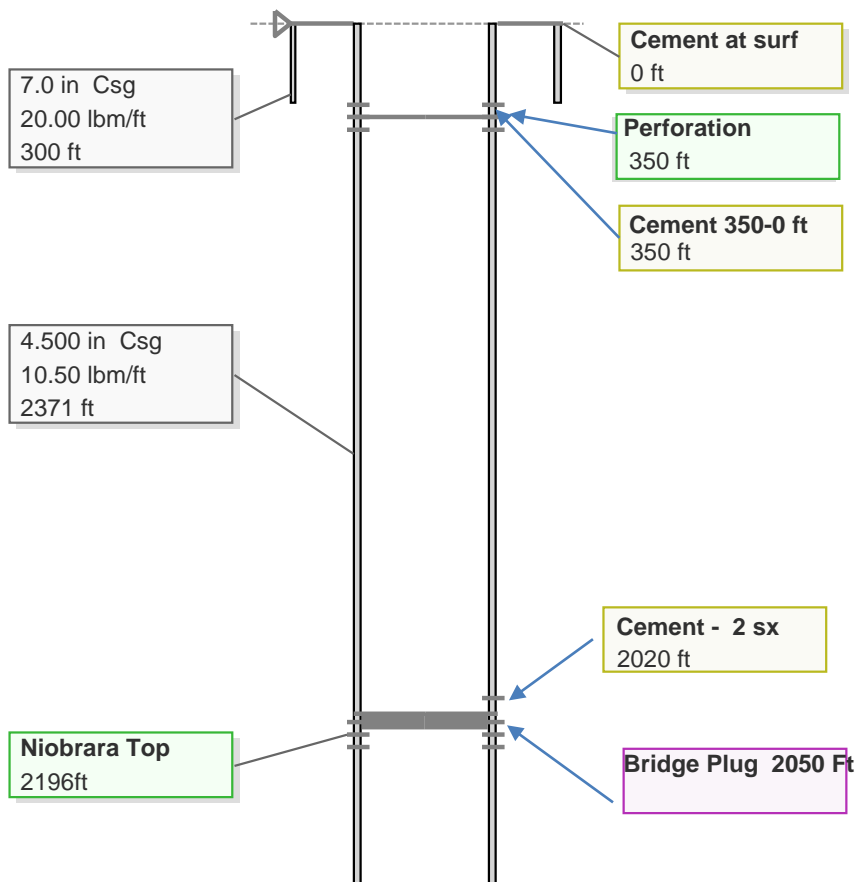 Cement at surf
0 ft
7.0 in Csg
20.00 lbm/ft
300 ft
Perforation
350 ft
Cement 350-0 ft
350 ft
4.500 in Csg
10.50 lbm/ft
2371 ft
Cement - 2 sx
2020 ft
Niobrara Top
2196ft
Bridge Plug 2050 Ft